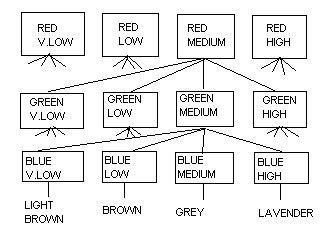 RED
V.LOW
RED
LOW
RED
MEDIUM
RED
HIGH
GREEN
V.LOW
GREEN
LOW
GREEN
MEDIUM
GREEN
HIGH
BLUE
V.LOW
BLUE
LOW
BLUE
MEDIUM
BLUE
HIGH
LIGHT
BROWN
BROWN
GREY
LAVENDER